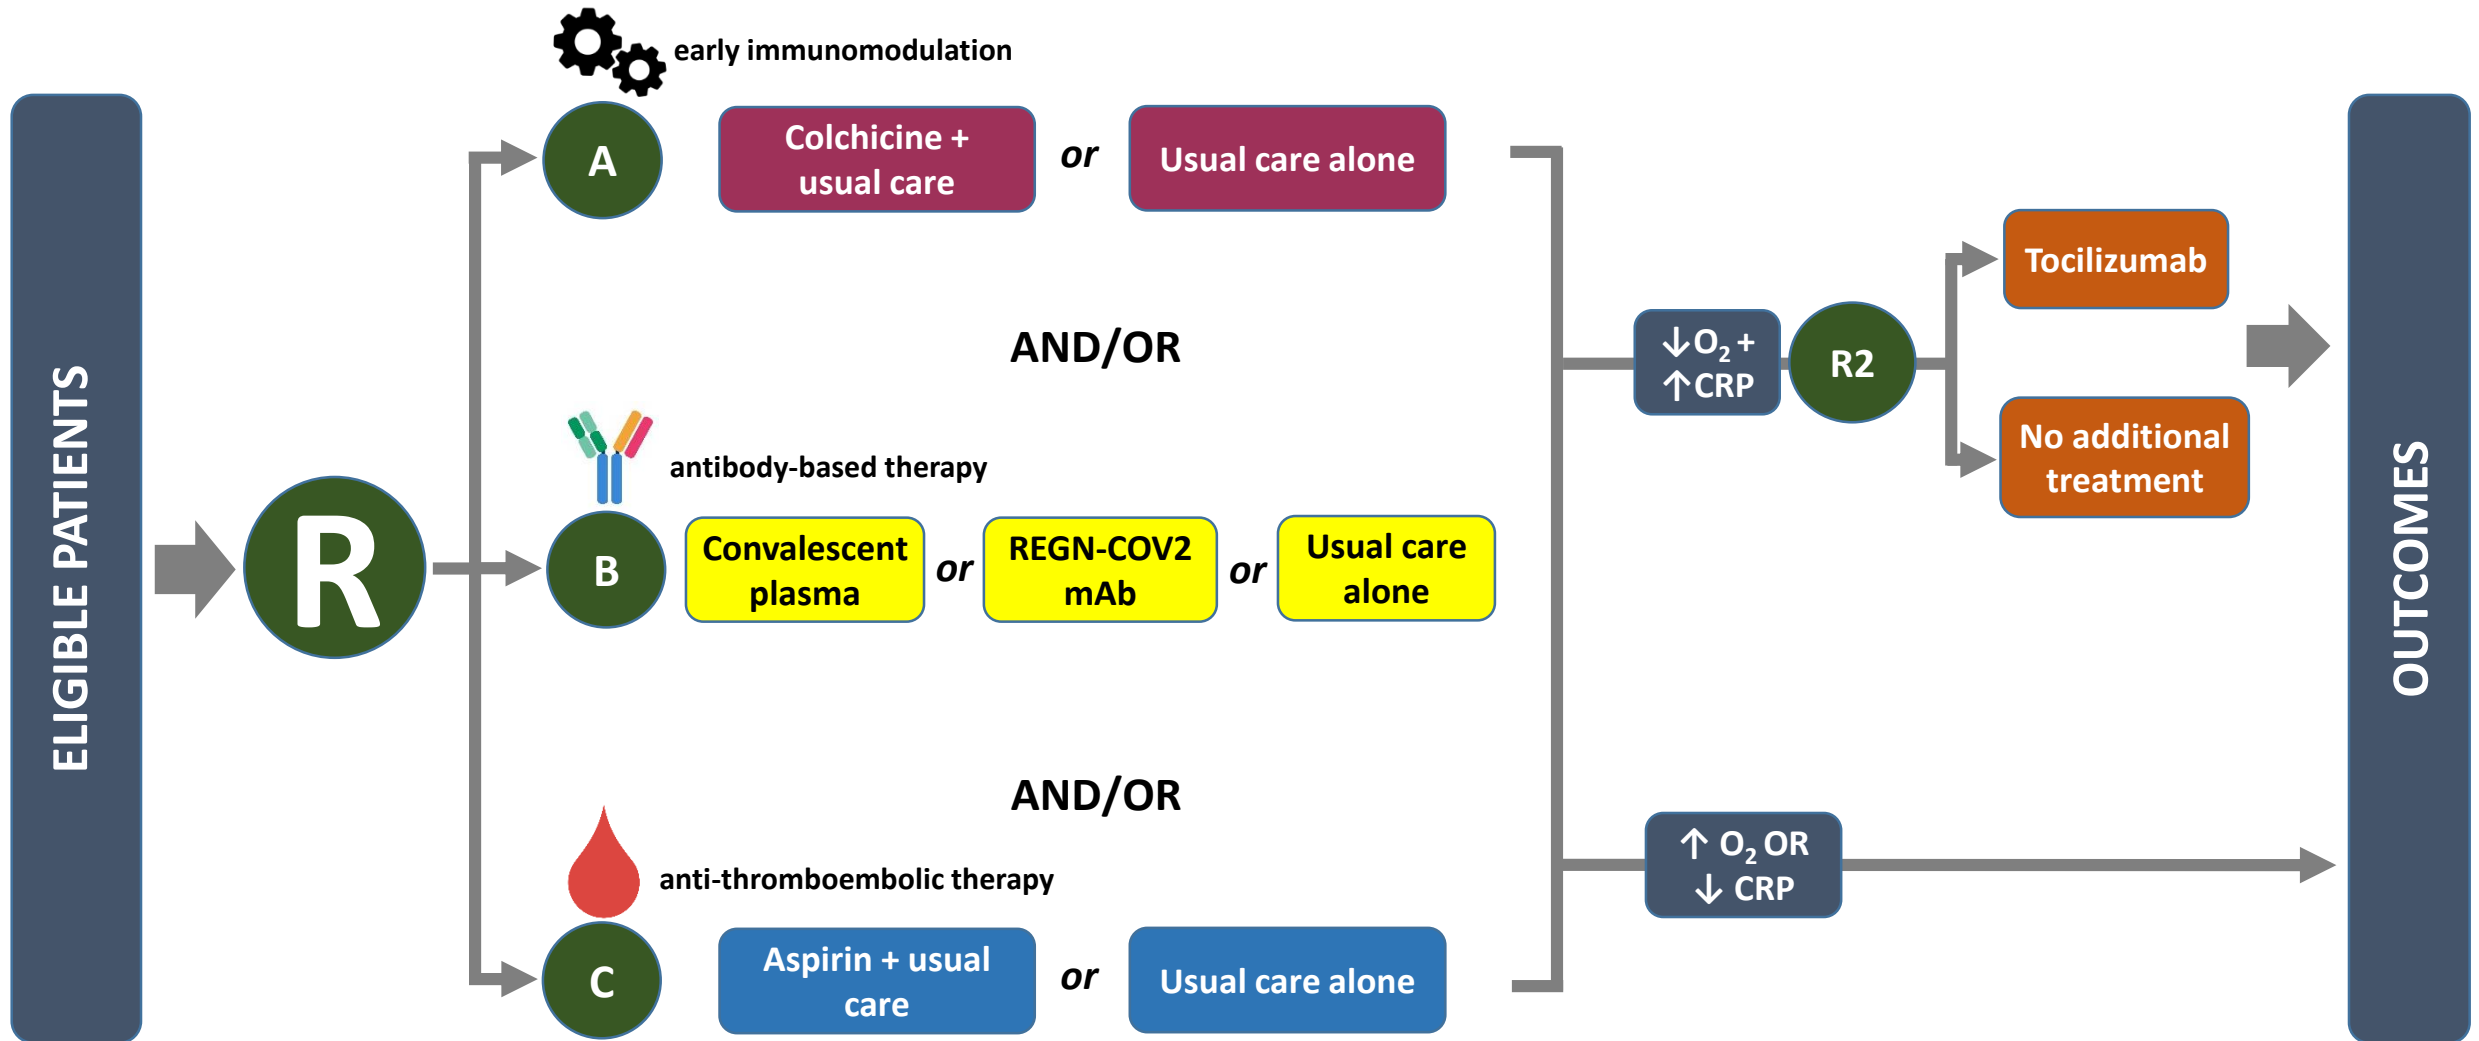 ELIGIBLE PATIENTS
R
early immunomodulation
A
Colchicine +
usual care
or
Usual care alone
AND/OR
antibody-based therapy
B
Convalescent
plasma
or
REGN-COV2
mAb
or
Usual care
alone
AND/OR
anti-thromboembolic therapy
C
Aspirin + usual
care
or
Usual care alone
↓O₂ +
↑CRP
R2
Tocilizumab
No additional
treatment
↑ O₂ OR
↓ CRP
OUTCOMES